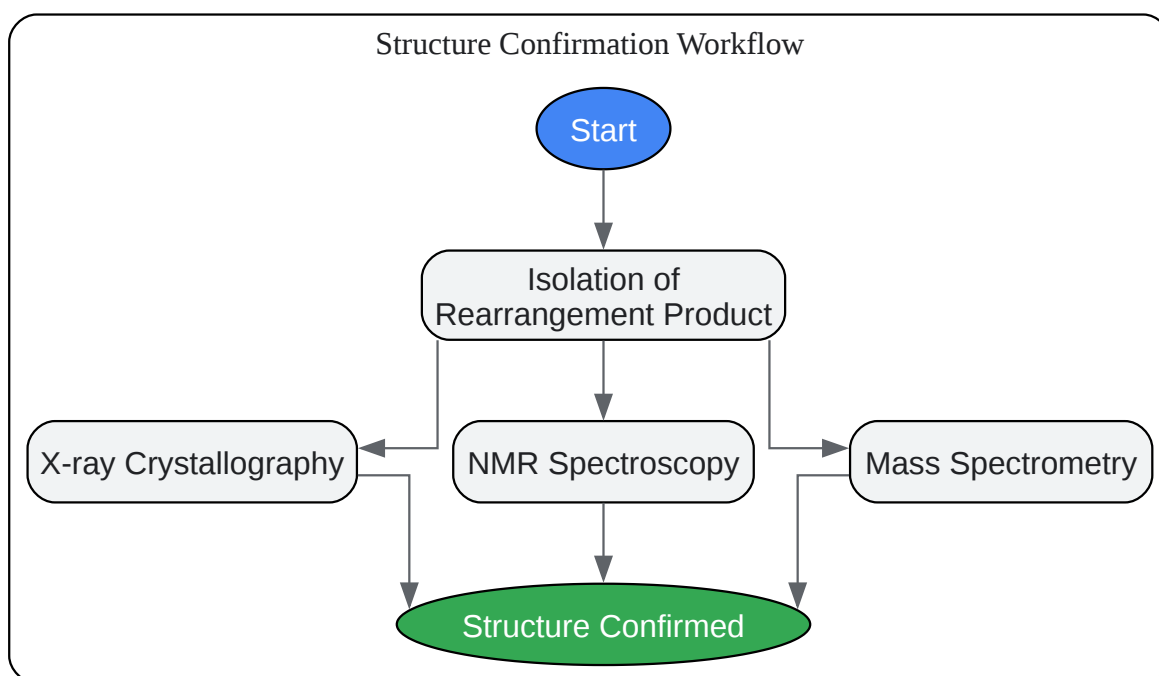 Structure Confirmation Workflow
Start
Isolation of
Rearrangement Product
X-ray Crystallography
NMR Spectroscopy
Mass Spectrometry
Structure Confirmed